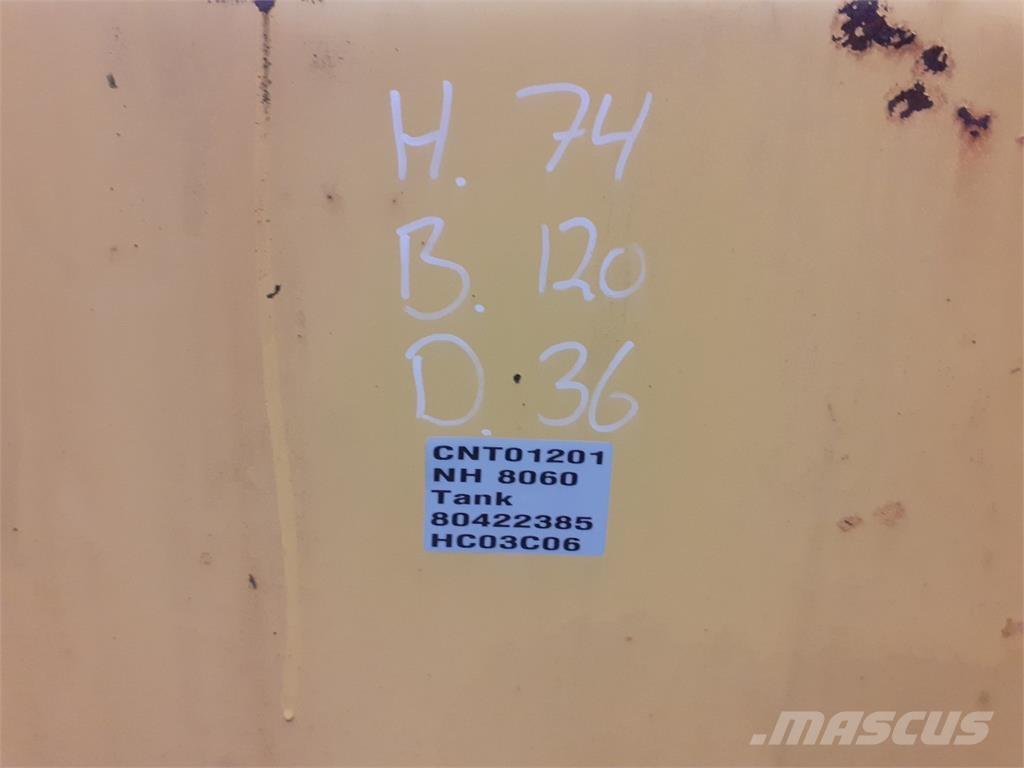 H. 74
B. 120
D. 36
CNT01201
NH 8060
Tank
80422385
HC03C06
.MASCUS